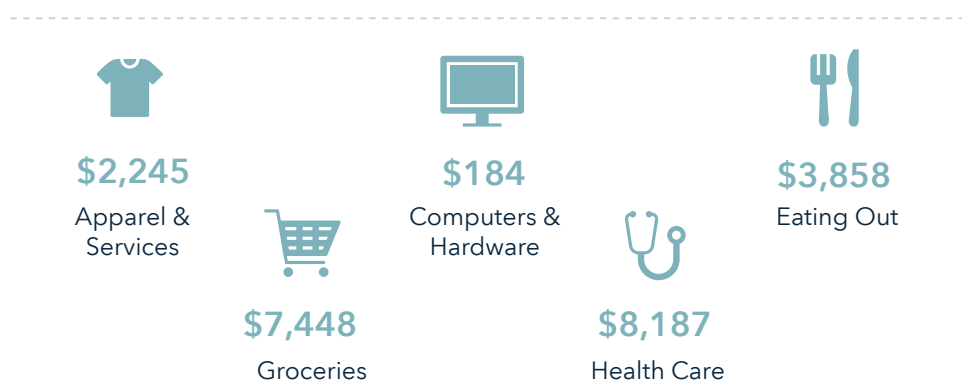 $2,245
Apparel &
Services
$7,448
Groceries
$184
Computers &
Hardware
$8,187
Health Care
$3,858
Eating Out